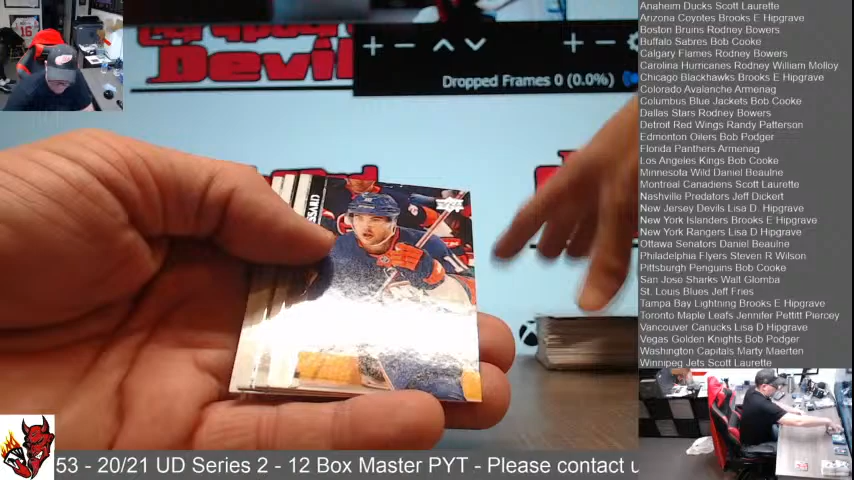 Devil
Dropped Frames 0 (0.0%)
16
Anaheim Ducks Scott Laurette
Arizona Coyotes Brooks E Hipgrave
Boston Bruins Rodney Bowers
Buffalo Sabres Bob Cooke
Calgary Flames Rodney Bowers
Carolina Hurricanes Rodney William Molloy
Chicago Blackhawks Brooks E Hipgrave
Colorado Avalanche Armenag
Columbus Blue Jackets Bob Cooke
Dallas Stars Rodney Bowers
Detroit Red Wings Randy Patterson
Edmonton Oilers Bob Podger
Florida Panthers Armenag
Los Angeles Kings Bob Cooke
Minnesota Wild Daniel Beaulne
Montreal Canadiens Scott Laurette
Nashville Predators Jeff Dickert
New Jersey Devils Lisa D. Hipgrave
New York Islanders Brooks E Hipgrave
New York Rangers Lisa D Hipgrave
Ottawa Senators Daniel Beaulne
Philadelphia Flyers Steven R Wilson
Pittsburgh Penguins Bob Cooke
San Jose Sharks Walt Glomba
St. Louis Blues Jeff Fries
Tampa Bay Lightning Brooks E Hipgrave
Toronto Maple Leafs Jennifer Pettitt Piercey
Vancouver Canucks Lisa D Hipgrave
Vegas Golden Knights Bob Podger
Washington Capitals Marty Maerten
Winnipeg Jets Scott Laurette
53 - 20/21 UD Series 2 - 12 Box Master PYT - Please contact u